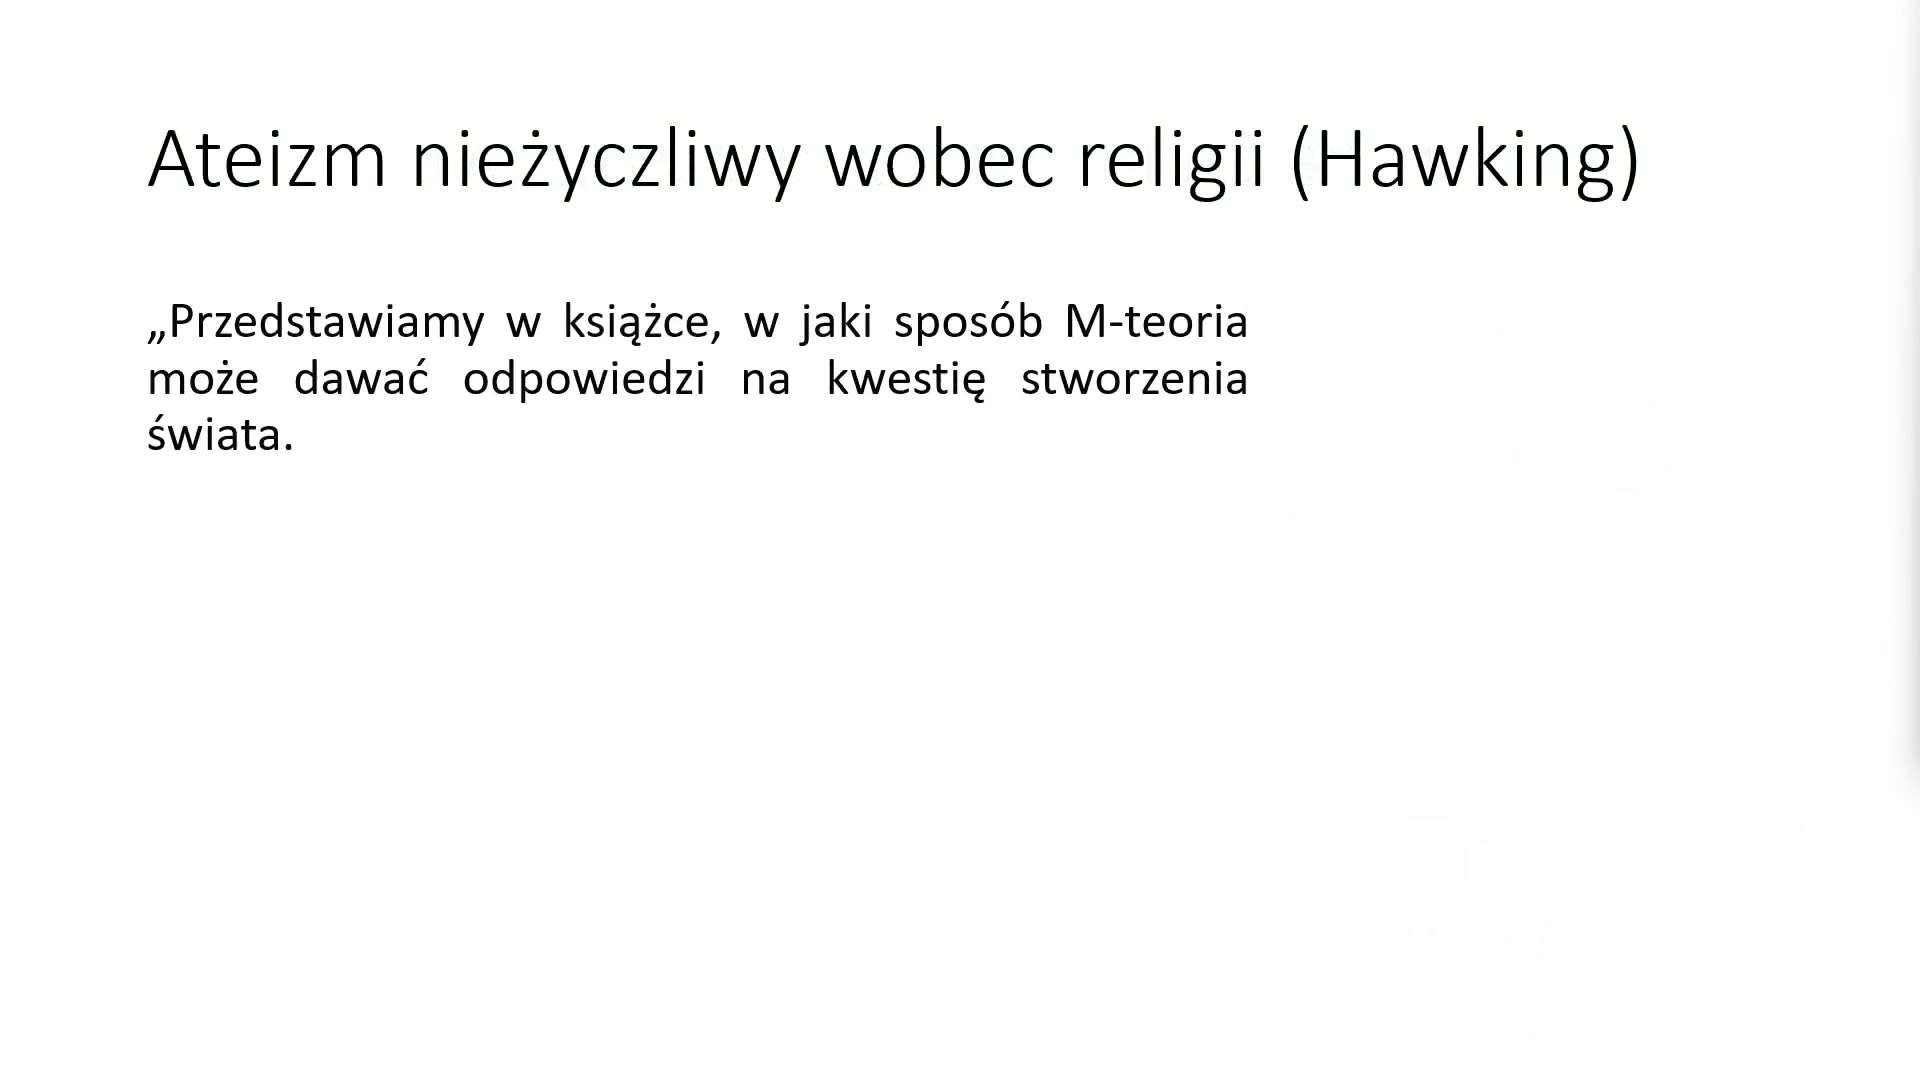 Ateizm nieżyczliwy wobec religii (Hawking)
„Przedstawiamy w książce, w jaki sposób M-teoria
może dawać odpowiedzi na kwestię stworzenia
świata.